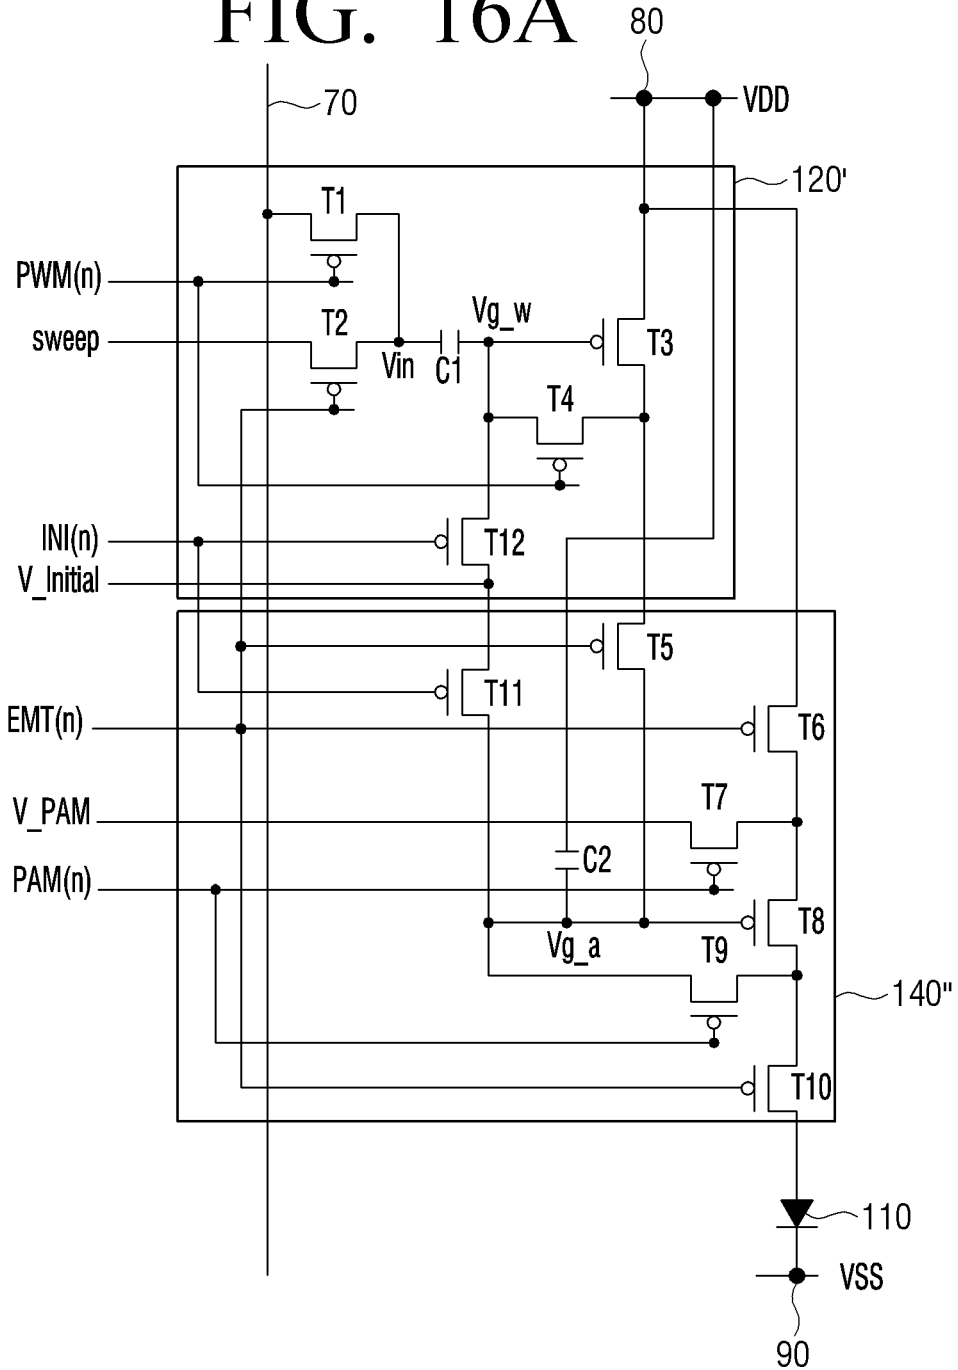 FIG. 16A
80
70
VDD
120'
T1
PWM(n)
Vg_w
T2
sweep
T3
Vin
C1
T4
INI(n)
T12
V_Initial
T5
T11
EMT(n)
T6
T7
V_PAM
C2
PAM(n)
T8
Vg_a
T9
140"
T10
110
VSS
90